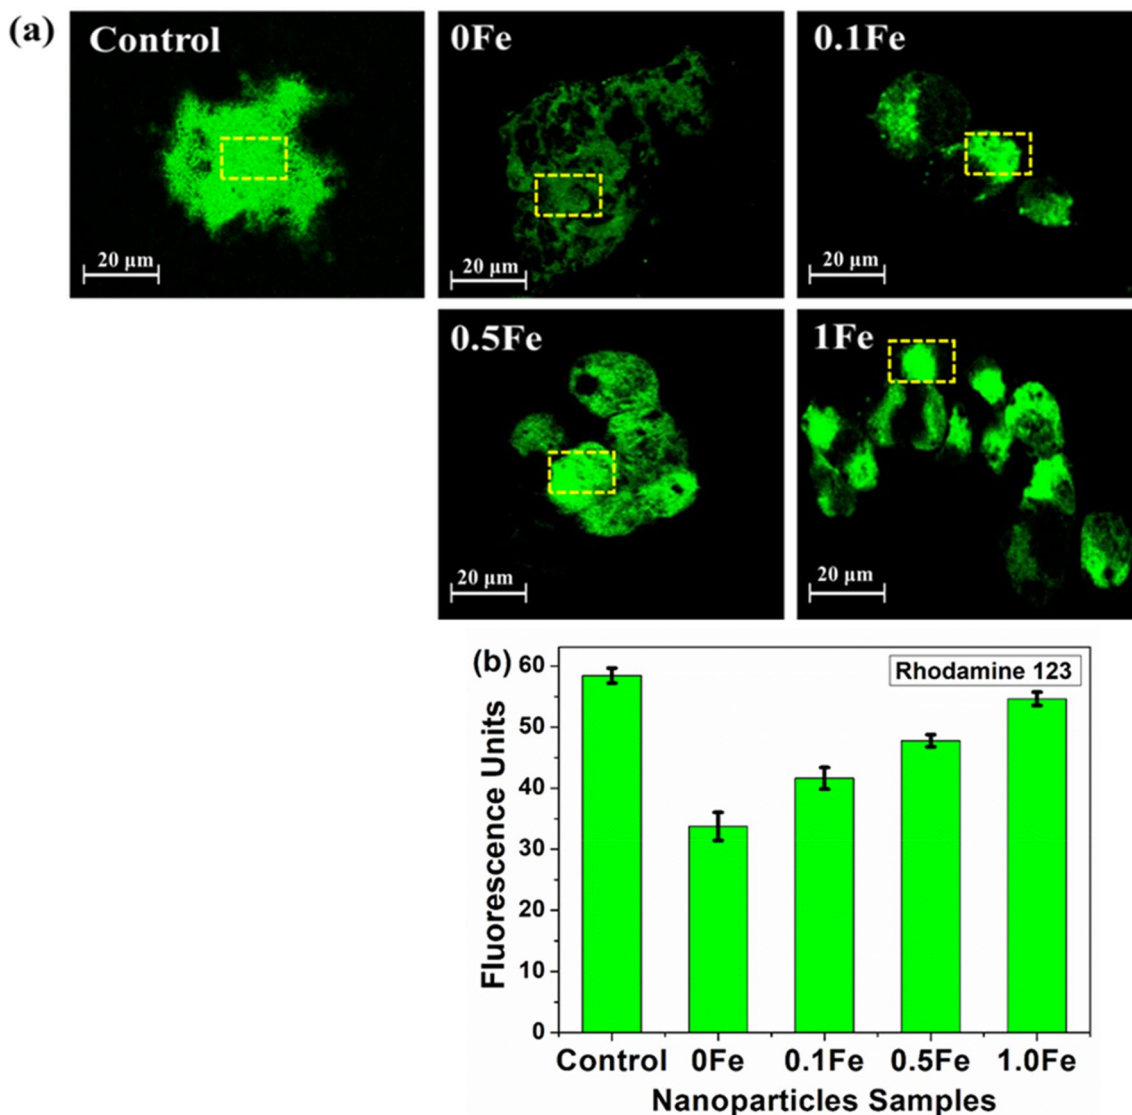 (a)
Control
0Fe
0.1Fe
20 µm
20 µm
20 µm
0.5Fe
1Fe
20 µm
20 µm
(b)
Rhodamine 123
Fluorescence Units
60
50
40
30
20
10
0
Control 0Fe 0.1Fe 0.5Fe 1.0Fe
Nanoparticles Samples